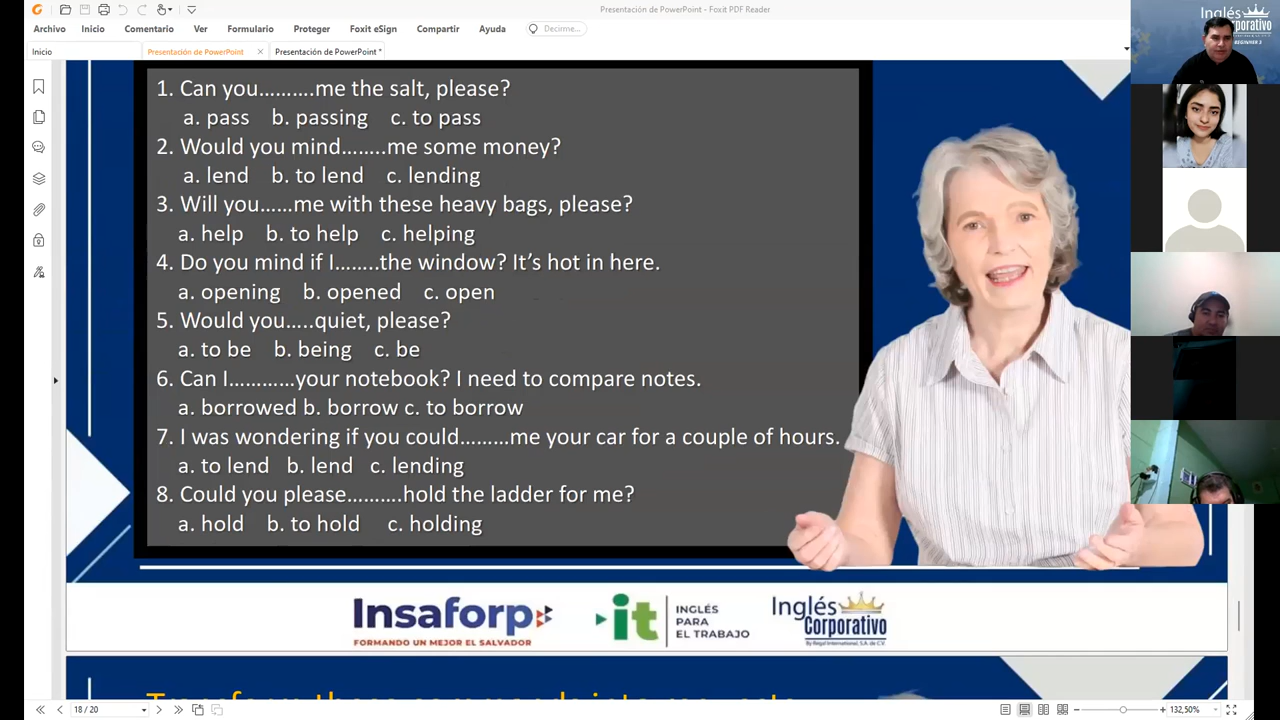 Presentación de PowerPoint - Foxit PDF Reader
Archivo Inicio Comentario Ver Formulario Proteger Foxit eSign Compartir Ayuda Decirme...
Inicio Presentación de PowerPoint Presentación de PowerPoint *
1. Can you..........me the salt, please?
a. pass b. passing c. to pass
2. Would you mind........me some money?
a. lend b. to lend c. lending
3. Will you......me with these heavy bags, please?
a. help b. to help c. helping
4. Do you mind if I........the window? It’s hot in here.
a. opening b. opened c. open
5. Would you.....quiet, please?
a. to be b. being c. be
6. Can I............your notebook? I need to compare notes.
a. borrowed b. borrow c. to borrow
7. I was wondering if you could.........me your car for a couple of hours.
a. to lend b. lend c. lending
8. Could you please..........hold the ladder for me?
a. hold b. to hold c. holding
Insaforp
FORMANDO UN MEJOR EL SALVADOR
it
INGLÉS
PARA
EL TRABAJO
Inglés
Corporativo
By Regal International, S.A. de C.V.
18 / 20
132,50%
Inglés
Corporativo
BEGINNER 2